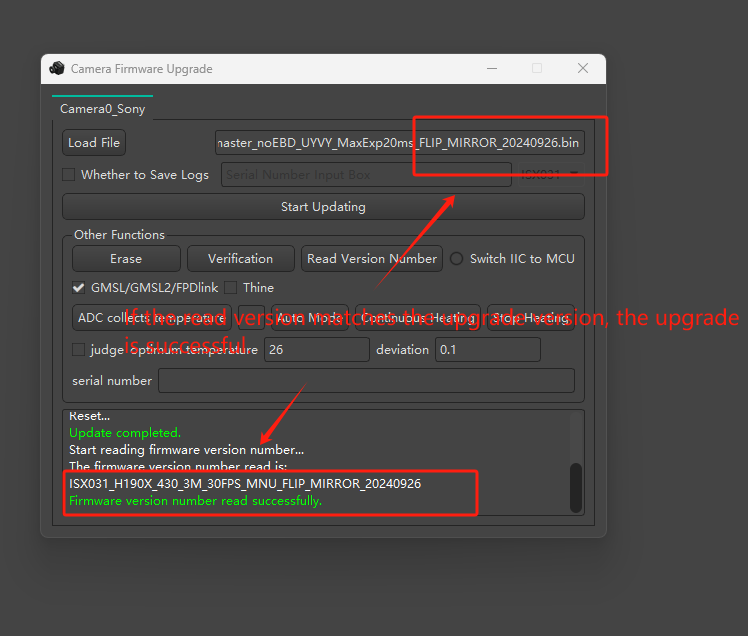 Camera Firmware Upgrade
Camera0_Sony
Load File
naster_noEBD_UYVY_MaxExp20ms_FLIP_MIRROR_20240926.bin
Whether to Save Logs
Serial Number Input Box
ISX031
Start Updating
Other Functions
Erase
Verification
Read Version Number
Switch IIC to MCU
GMSL/GMSL2/FPDlink
Thine
ADC collects temperature
Auto Mode
Continuous Heating
Stop Heating
If the read version matches the upgrade version, the upgrade
is successful
judge optimum temperature
26
deviation
0.1
serial number
Reset...
Update completed.
Start reading firmware version number...
The firmware version number read is:
ISX031_H190X_430_3M_30FPS_MNU_FLIP_MIRROR_20240926
Firmware version number read successfully.